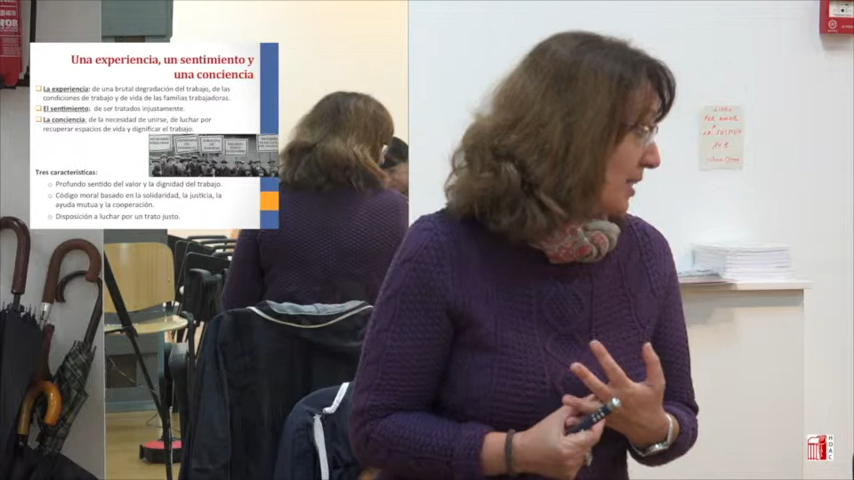 Una experiencia, un sentimiento y
una conciencia
La experiencia: de una brutal degradación del trabajo, de las
condiciones de trabajo y de vida de las familias trabajadoras.
El sentimiento: de ser tratados injustamente.
La conciencia: de la necesidad de unirse, de luchar por
recuperar espacios de vida y dignificar el trabajo.
Tres características:
Profundo sentido del valor y la dignidad del trabajo.
Código moral basado en la solidaridad, la justicia, la
ayuda mutua y la cooperación.
Disposición a luchar por un trato justo.
LIBRO
POR AMOR
HOAC